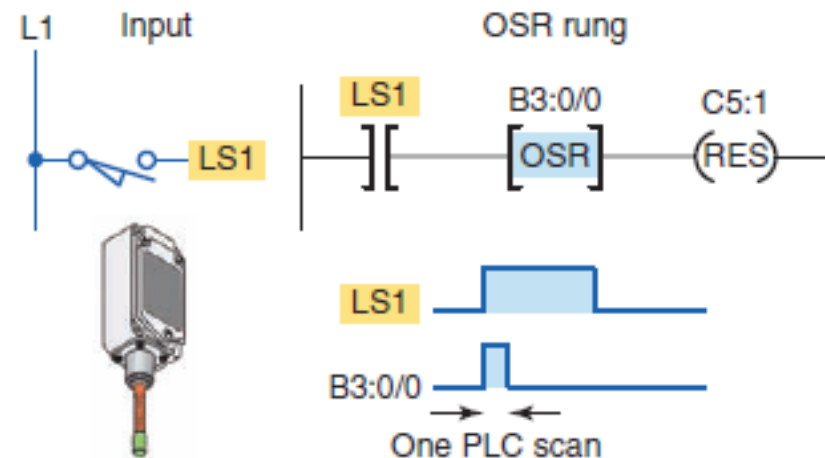 L1 Input OSR rung
LS1 B3:0/0 C5:1
LS1 OSR RES
LS1
B3:0/0
One PLC scan